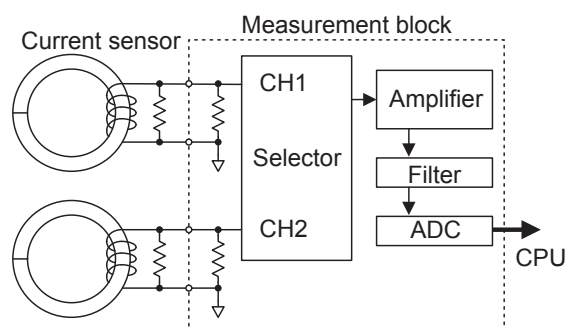 Measurement block
Current sensor
CH1
Amplifier
Selector
Filter
CH2
ADC
CPU